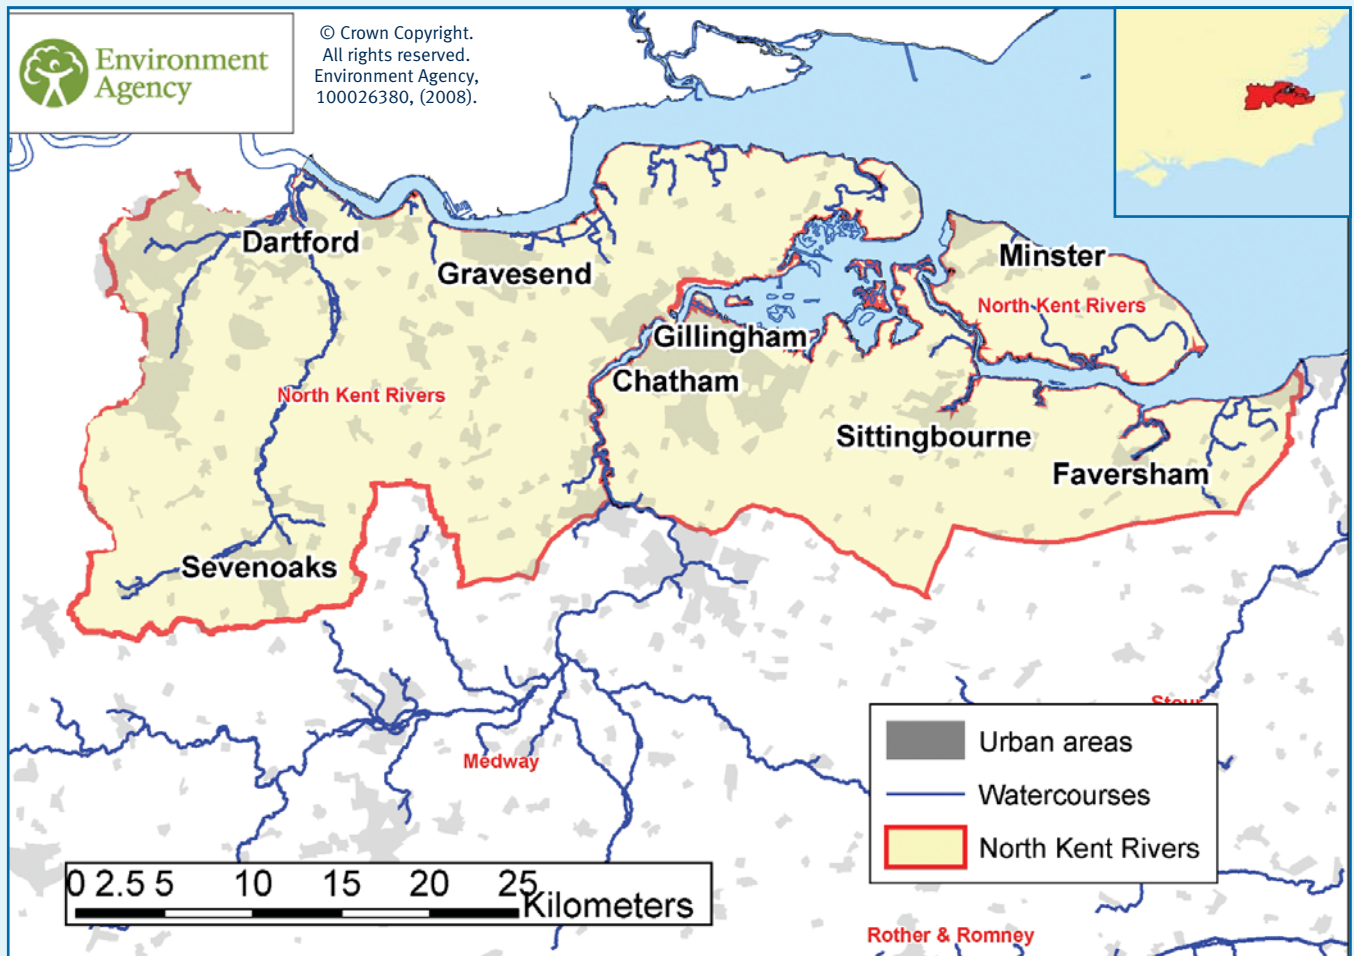 Environment
Agency
© Crown Copyright.
All rights reserved.
Environment Agency,
100026380, (2008).
Dartford
Gravesend
Minster
North Kent Rivers
Gillingham
Chatham
North Kent Rivers
Sittingbourne
Faversham
Sevenoaks
Stour
Medway
Urban areas
Watercourses
North Kent Rivers
0 2.5 5 10 15 20 25
Kilometers
Rother & Romney